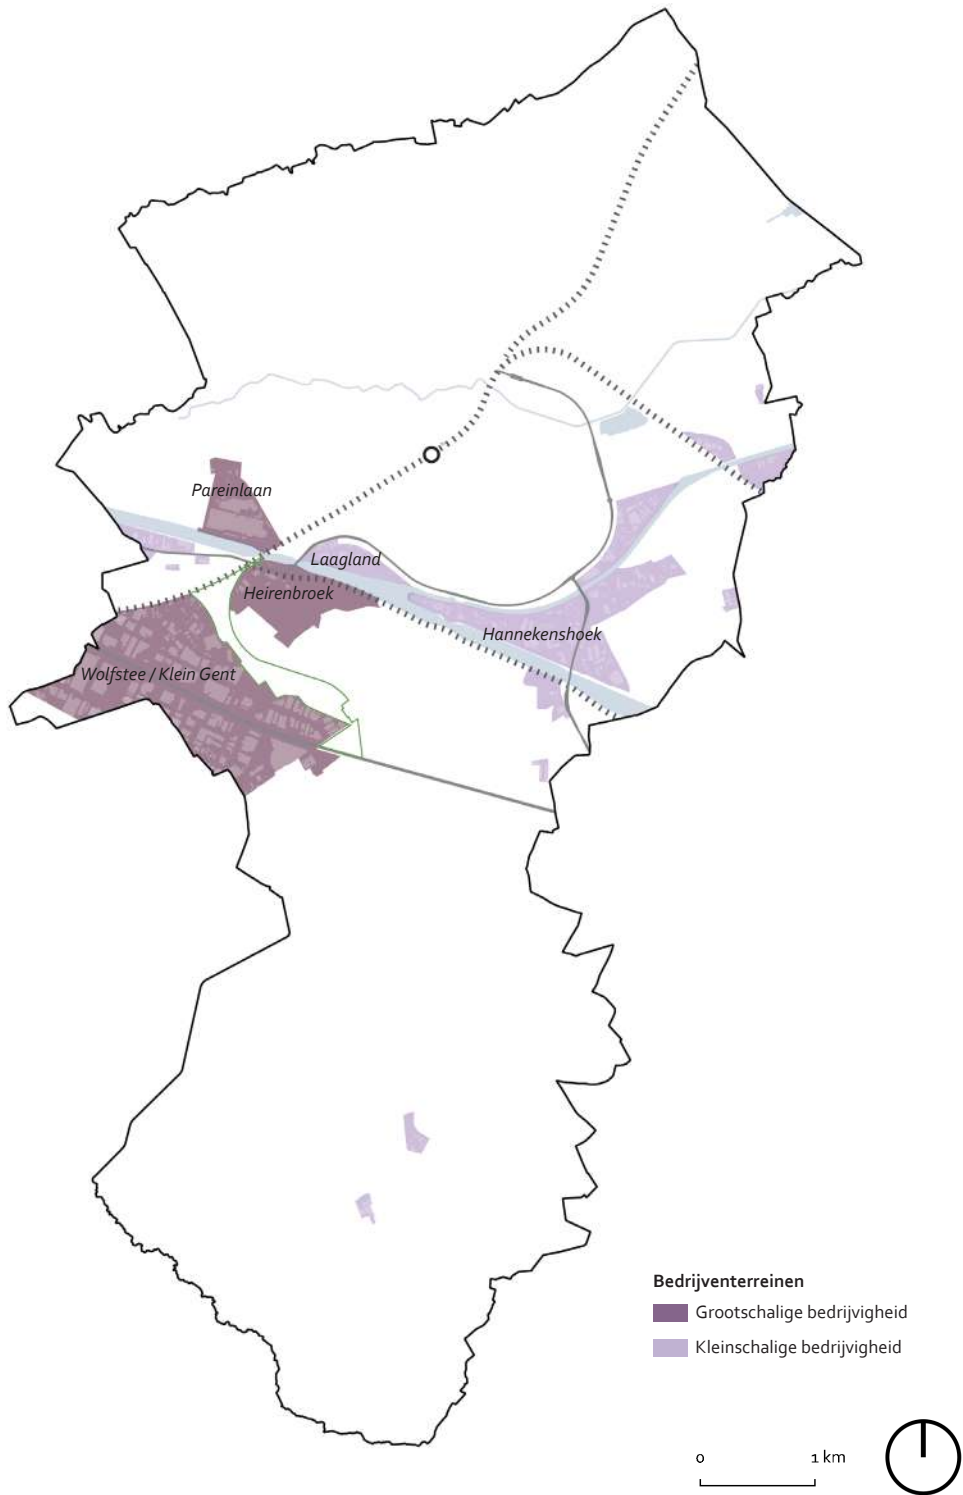 Pareinlaan
Laagland
Heirenbroek
Hannekenshoek
Wolfstee / Klein Gent
Bedrijventerreinen
Grootschalige bedrijvigheid
Kleinschalige bedrijvigheid
0 1 km